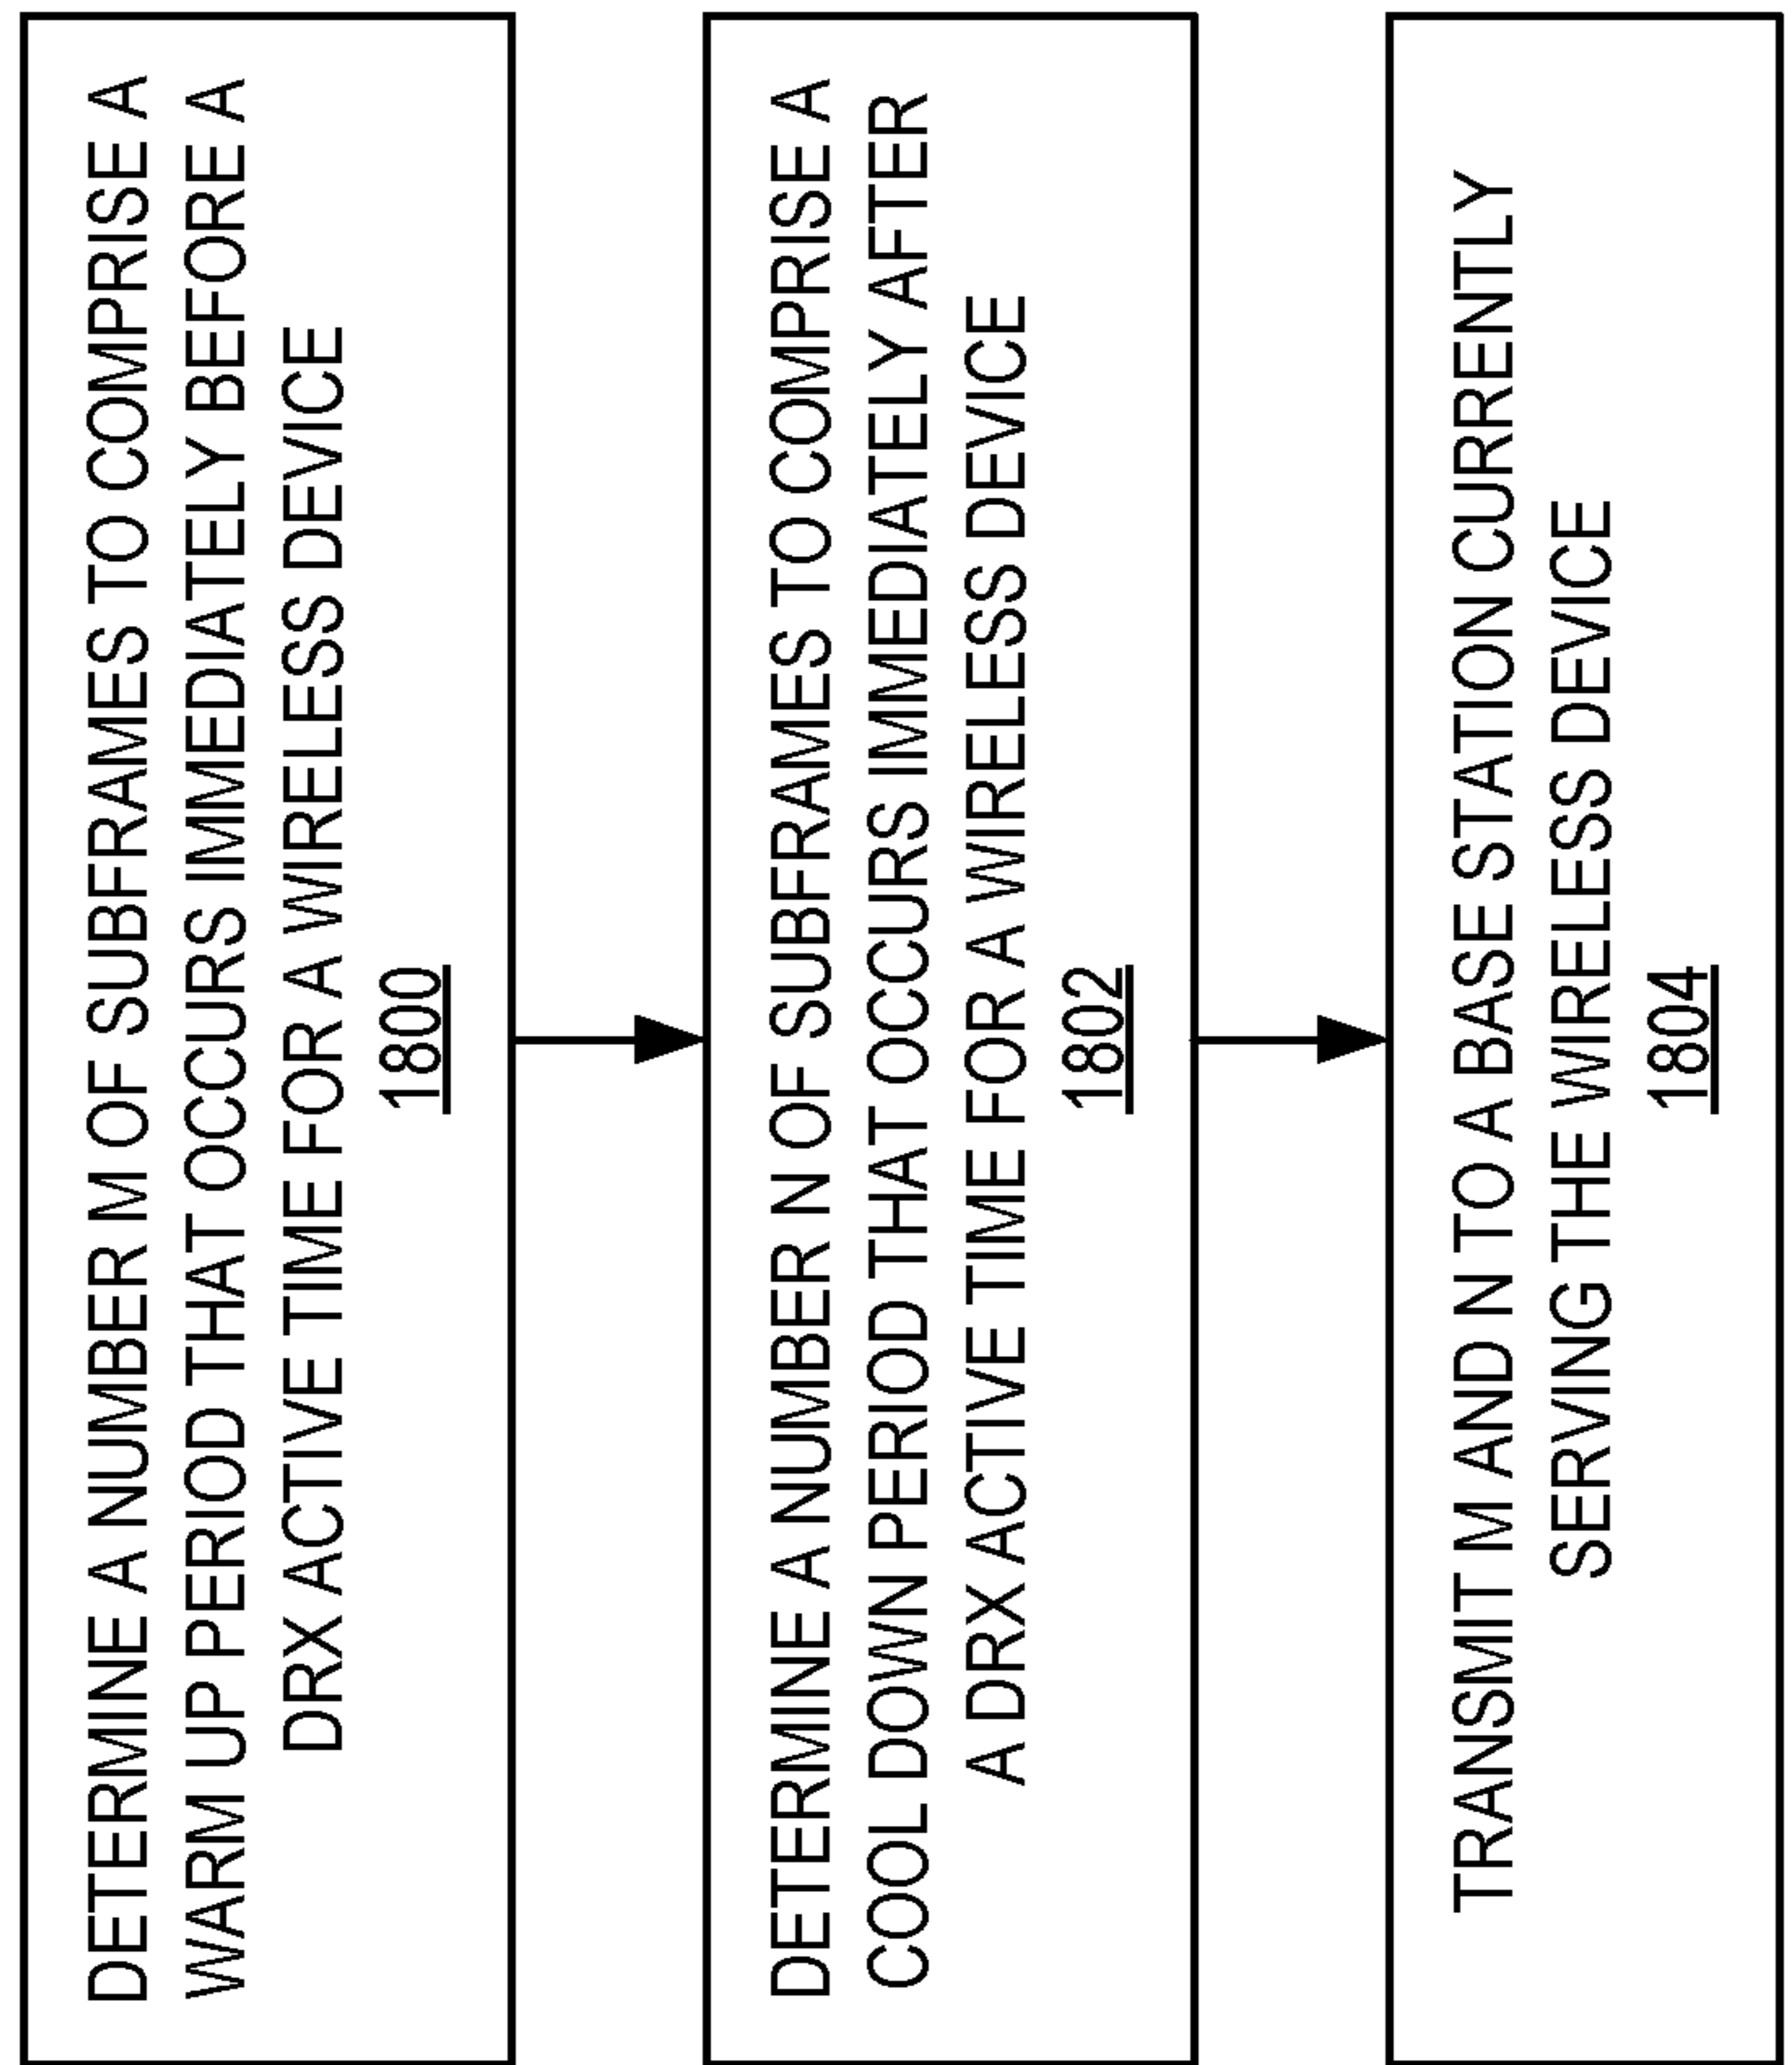 DETERMINE A NUMBER M OF SUBFRAMES TO COMPRISE A
WARM UP PERIOD THAT OCCURS IMMEDIATELY BEFORE A
DRX ACTIVE TIME FOR A WIRELESS DEVICE
1800
DETERMINE A NUMBER N OF SUBFRAMES TO COMPRISE A
COOL DOWN PERIOD THAT OCCURS IMMEDIATELY AFTER
A DRX ACTIVE TIME FOR A WIRELESS DEVICE
1802
TRANSMIT M AND N TO A BASE STATION CURRENTLY
SERVING THE WIRELESS DEVICE
1804